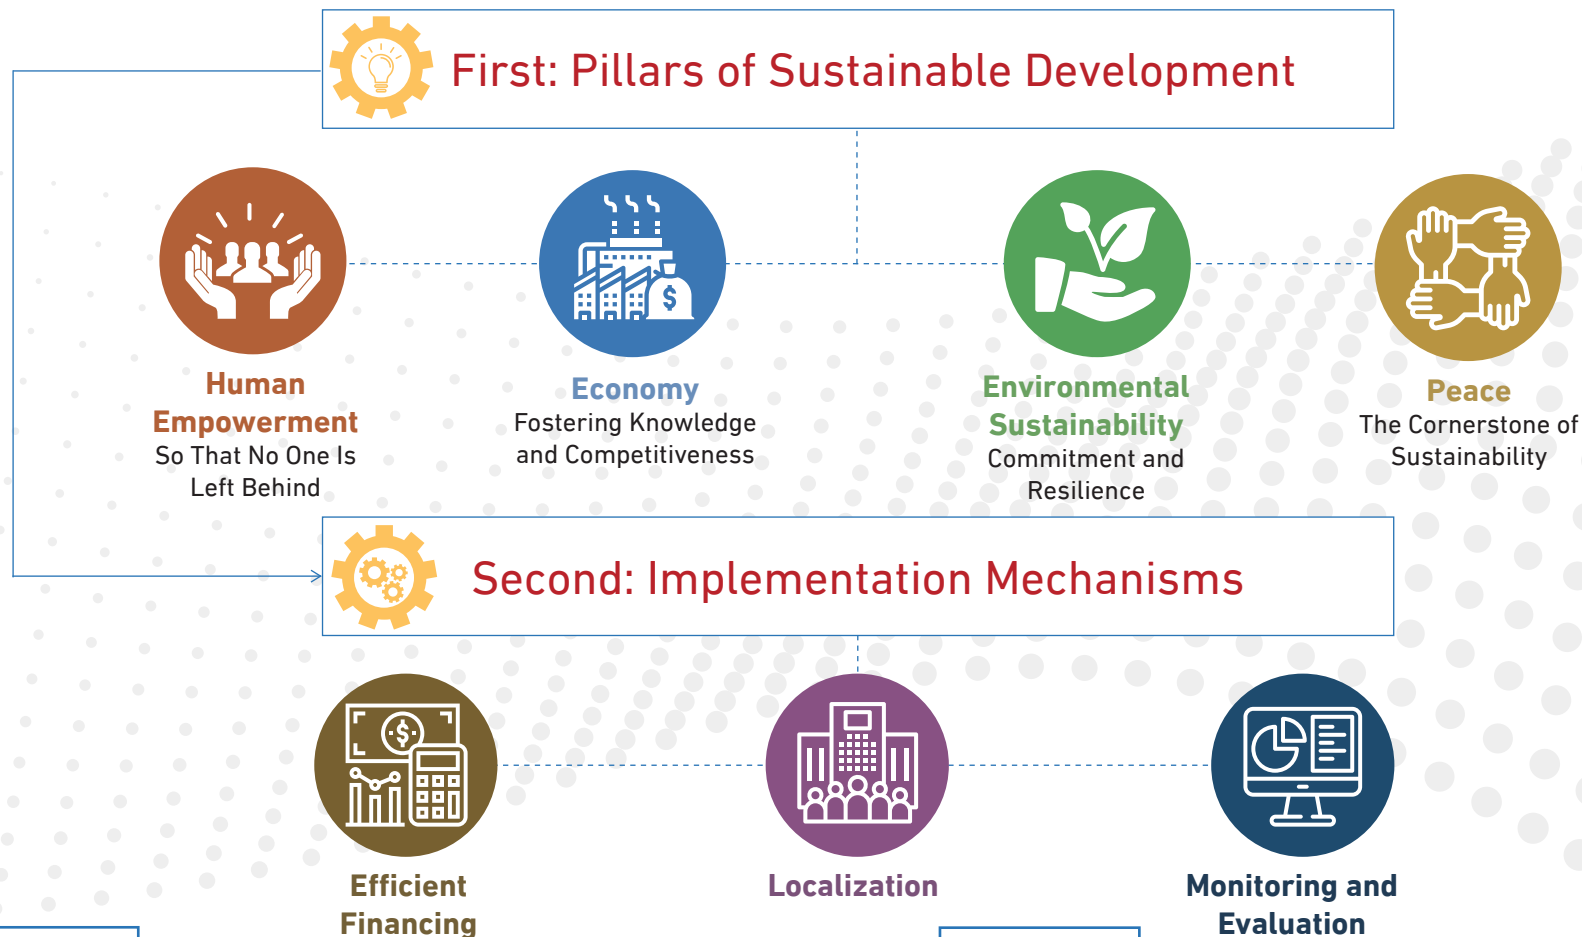 First: Pillars of Sustainable Development
Human
Empowerment
So That No One Is
Left Behind
Economy
Fostering Knowledge
and Competitiveness
Environmental
Sustainability
Commitment and
Resilience
Peace
The Cornerstone of
Sustainability
Second: Implementation Mechanisms
Efficient
Financing
Localization
Monitoring and
Evaluation